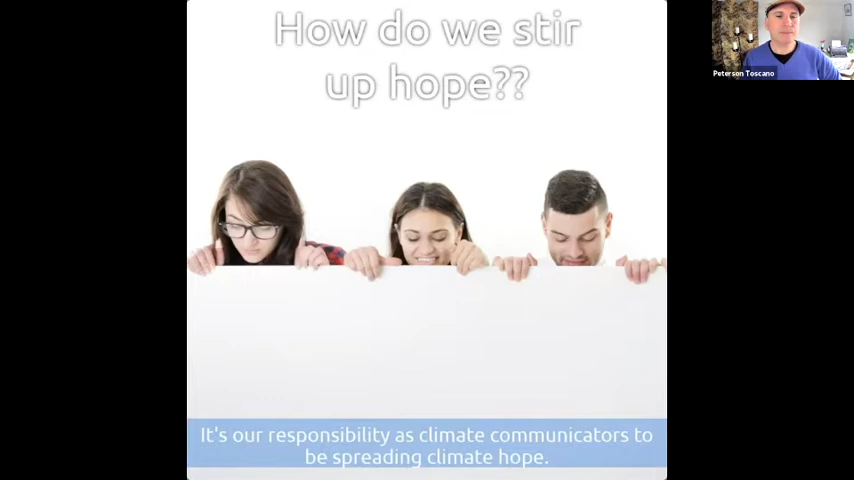 How do we stir
up hope??
Peterson Toscano
It's our responsibility as climate communicators to
be spreading climate hope.